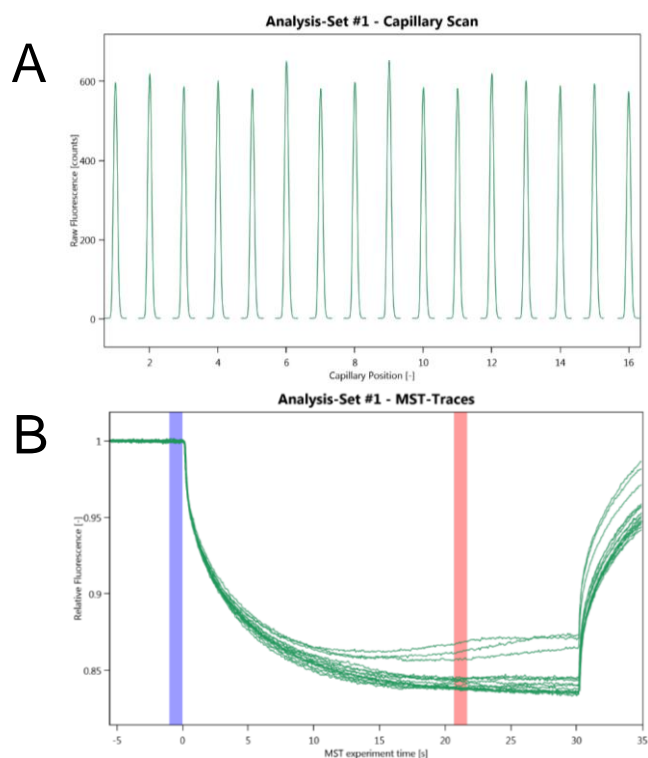 Analysis-Set #1 - Capillary Scan
A
Raw Fluorescence [counts]
600
400
200
0
2 4 6 8 10 12 14 16
Capillary Position [-]
Analysis-Set #1 - MST-Traces
B
Relative Fluorescence [-]
1
0.95
0.9
0.85
-5 0 5 10 15 20 25 30 35
MST experiment time [s]